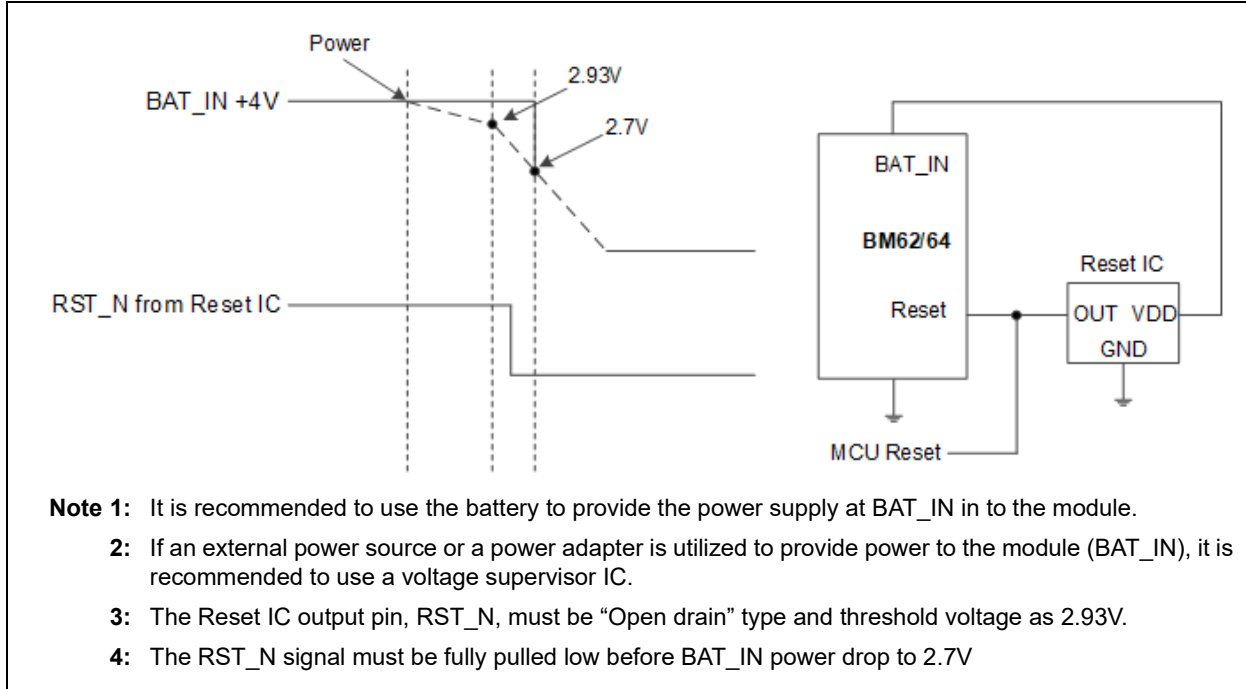 Power
2.93V
BAT_IN +4V
2.7V
RST_N from Reset IC
BAT_IN
BM62/64
Reset
Reset IC
OUT VDD
GND
MCU Reset
Note 1: It is recommended to use the battery to provide the power supply at BAT_IN in to the module.
2: If an external power source or a power adapter is utilized to provide power to the module (BAT_IN), it is
recommended to use a voltage supervisor IC.
3: The Reset IC output pin, RST_N, must be “Open drain” type and threshold voltage as 2.93V.
4: The RST_N signal must be fully pulled low before BAT_IN power drop to 2.7V